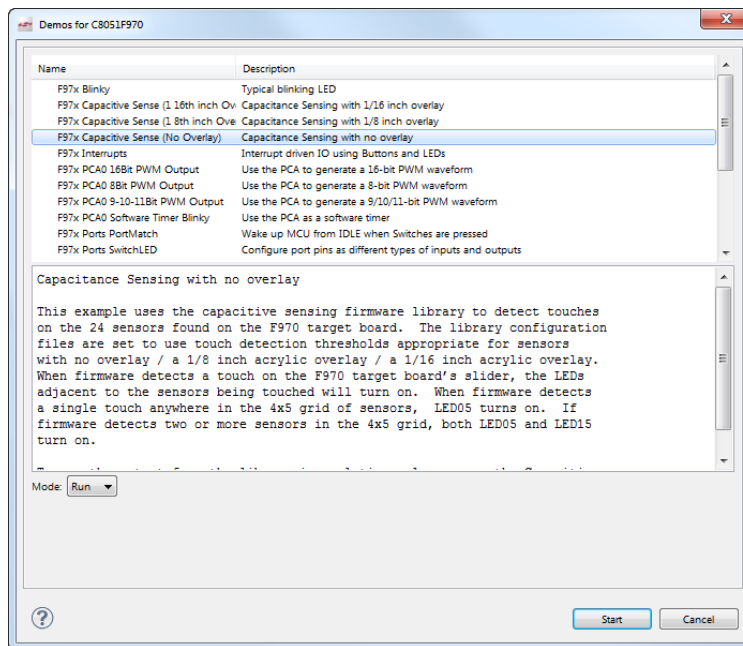 Demos for C8051F970
Name Description
F97x Blinky Typical blinking LED
F97x Capacitive Sense (1 16th inch Ov Capacitance Sensing with 1/16 inch overlay
F97x Capacitive Sense (1 8th inch Ove Capacitance Sensing with 1/8 inch overlay
F97x Capacitive Sense (No Overlay) Capacitance Sensing with no overlay
F97x Interrupts Interrupt driven IO using Buttons and LEDs
F97x PCA0 16Bit PWM Output Use the PCA to generate a 16-bit PWM waveform
F97x PCA0 8Bit PWM Output Use the PCA to generate a 8-bit PWM waveform
F97x PCA0 9-10-11Bit PWM Output Use the PCA to generate a 9/10/11-bit PWM waveform
F97x PCA0 Software Timer Blinky Use the PCA as a software timer
F97x Ports PortMatch Wake up MCU from IDLE when Switches are pressed
F97x Ports SwitchLED Configure port pins as different types of inputs and outputs
Capacitance Sensing with no overlay
This example uses the capacitive sensing firmware library to detect touches
on the 24 sensors found on the F970 target board. The library configuration
files are set to use touch detection thresholds appropriate for sensors
with no overlay / a 1/8 inch acrylic overlay / a 1/16 inch acrylic overlay.
When firmware detects a touch on the F970 target board's slider, the LEDs
adjacent to the sensors being touched will turn on. When firmware detects
a single touch anywhere in the 4x5 grid of sensors, LED05 turns on. If
firmware detects two or more sensors in the 4x5 grid, both LED05 and LED15
turn on.
Mode: Run
Start Cancel